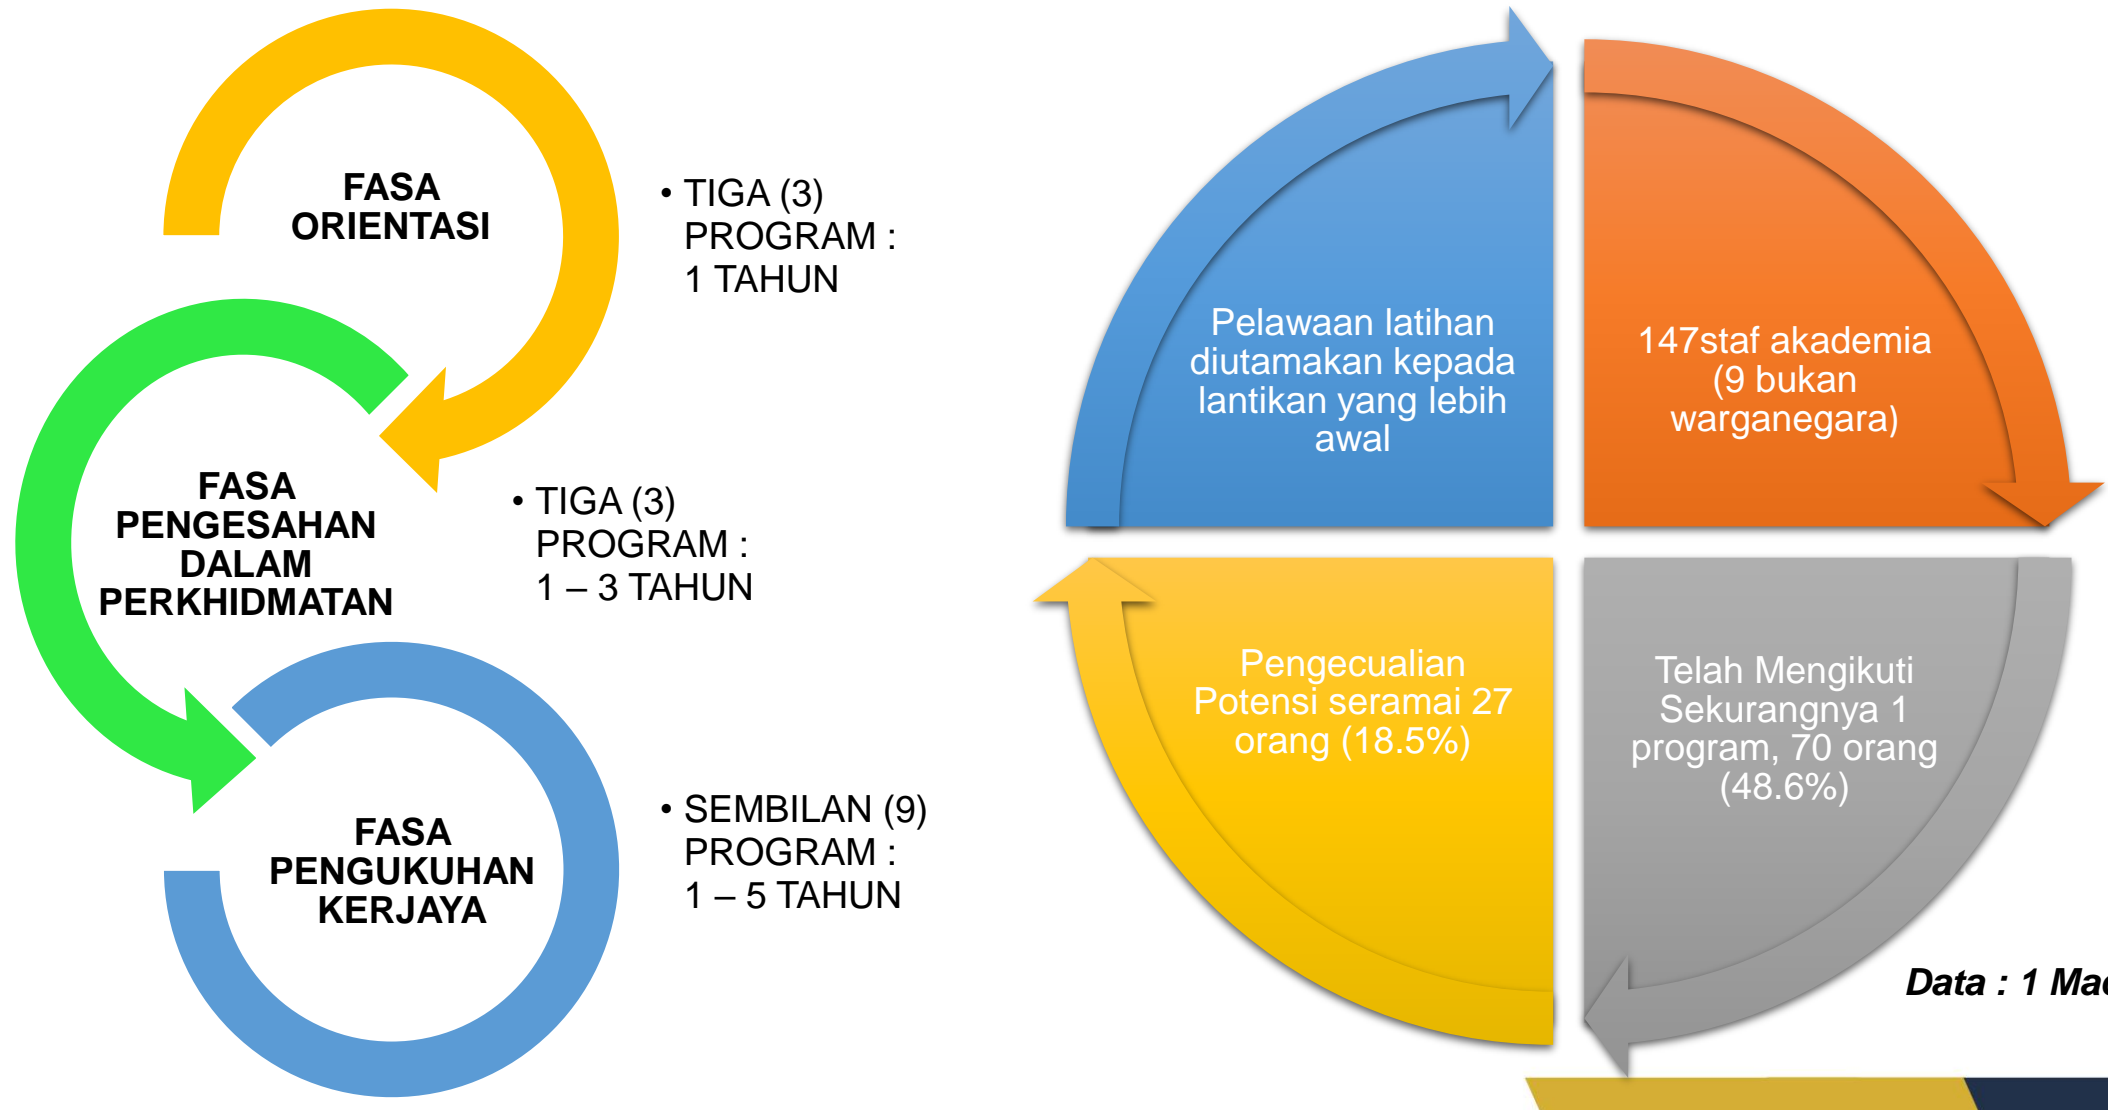 FASA
ORIENTASI
• TIGA (3)
PROGRAM :
1 TAHUN
FASA
PENGESAHAN
DALAM
PERKHIDMATAN
• TIGA (3)
PROGRAM :
1 – 3 TAHUN
FASA
PENGUKUHAN
KERJAYA
• SEMBILAN (9)
PROGRAM :
1 – 5 TAHUN
Pelawaan latihan
diutamakan kepada
lantikan yang lebih
awal
147staf akademia
(9 bukan
warganegara)
Pengecualian
Potensi seramai 27
orang (18.5%)
Telah Mengikuti
Sekurangnya 1
program, 70 orang
(48.6%)
Data : 1